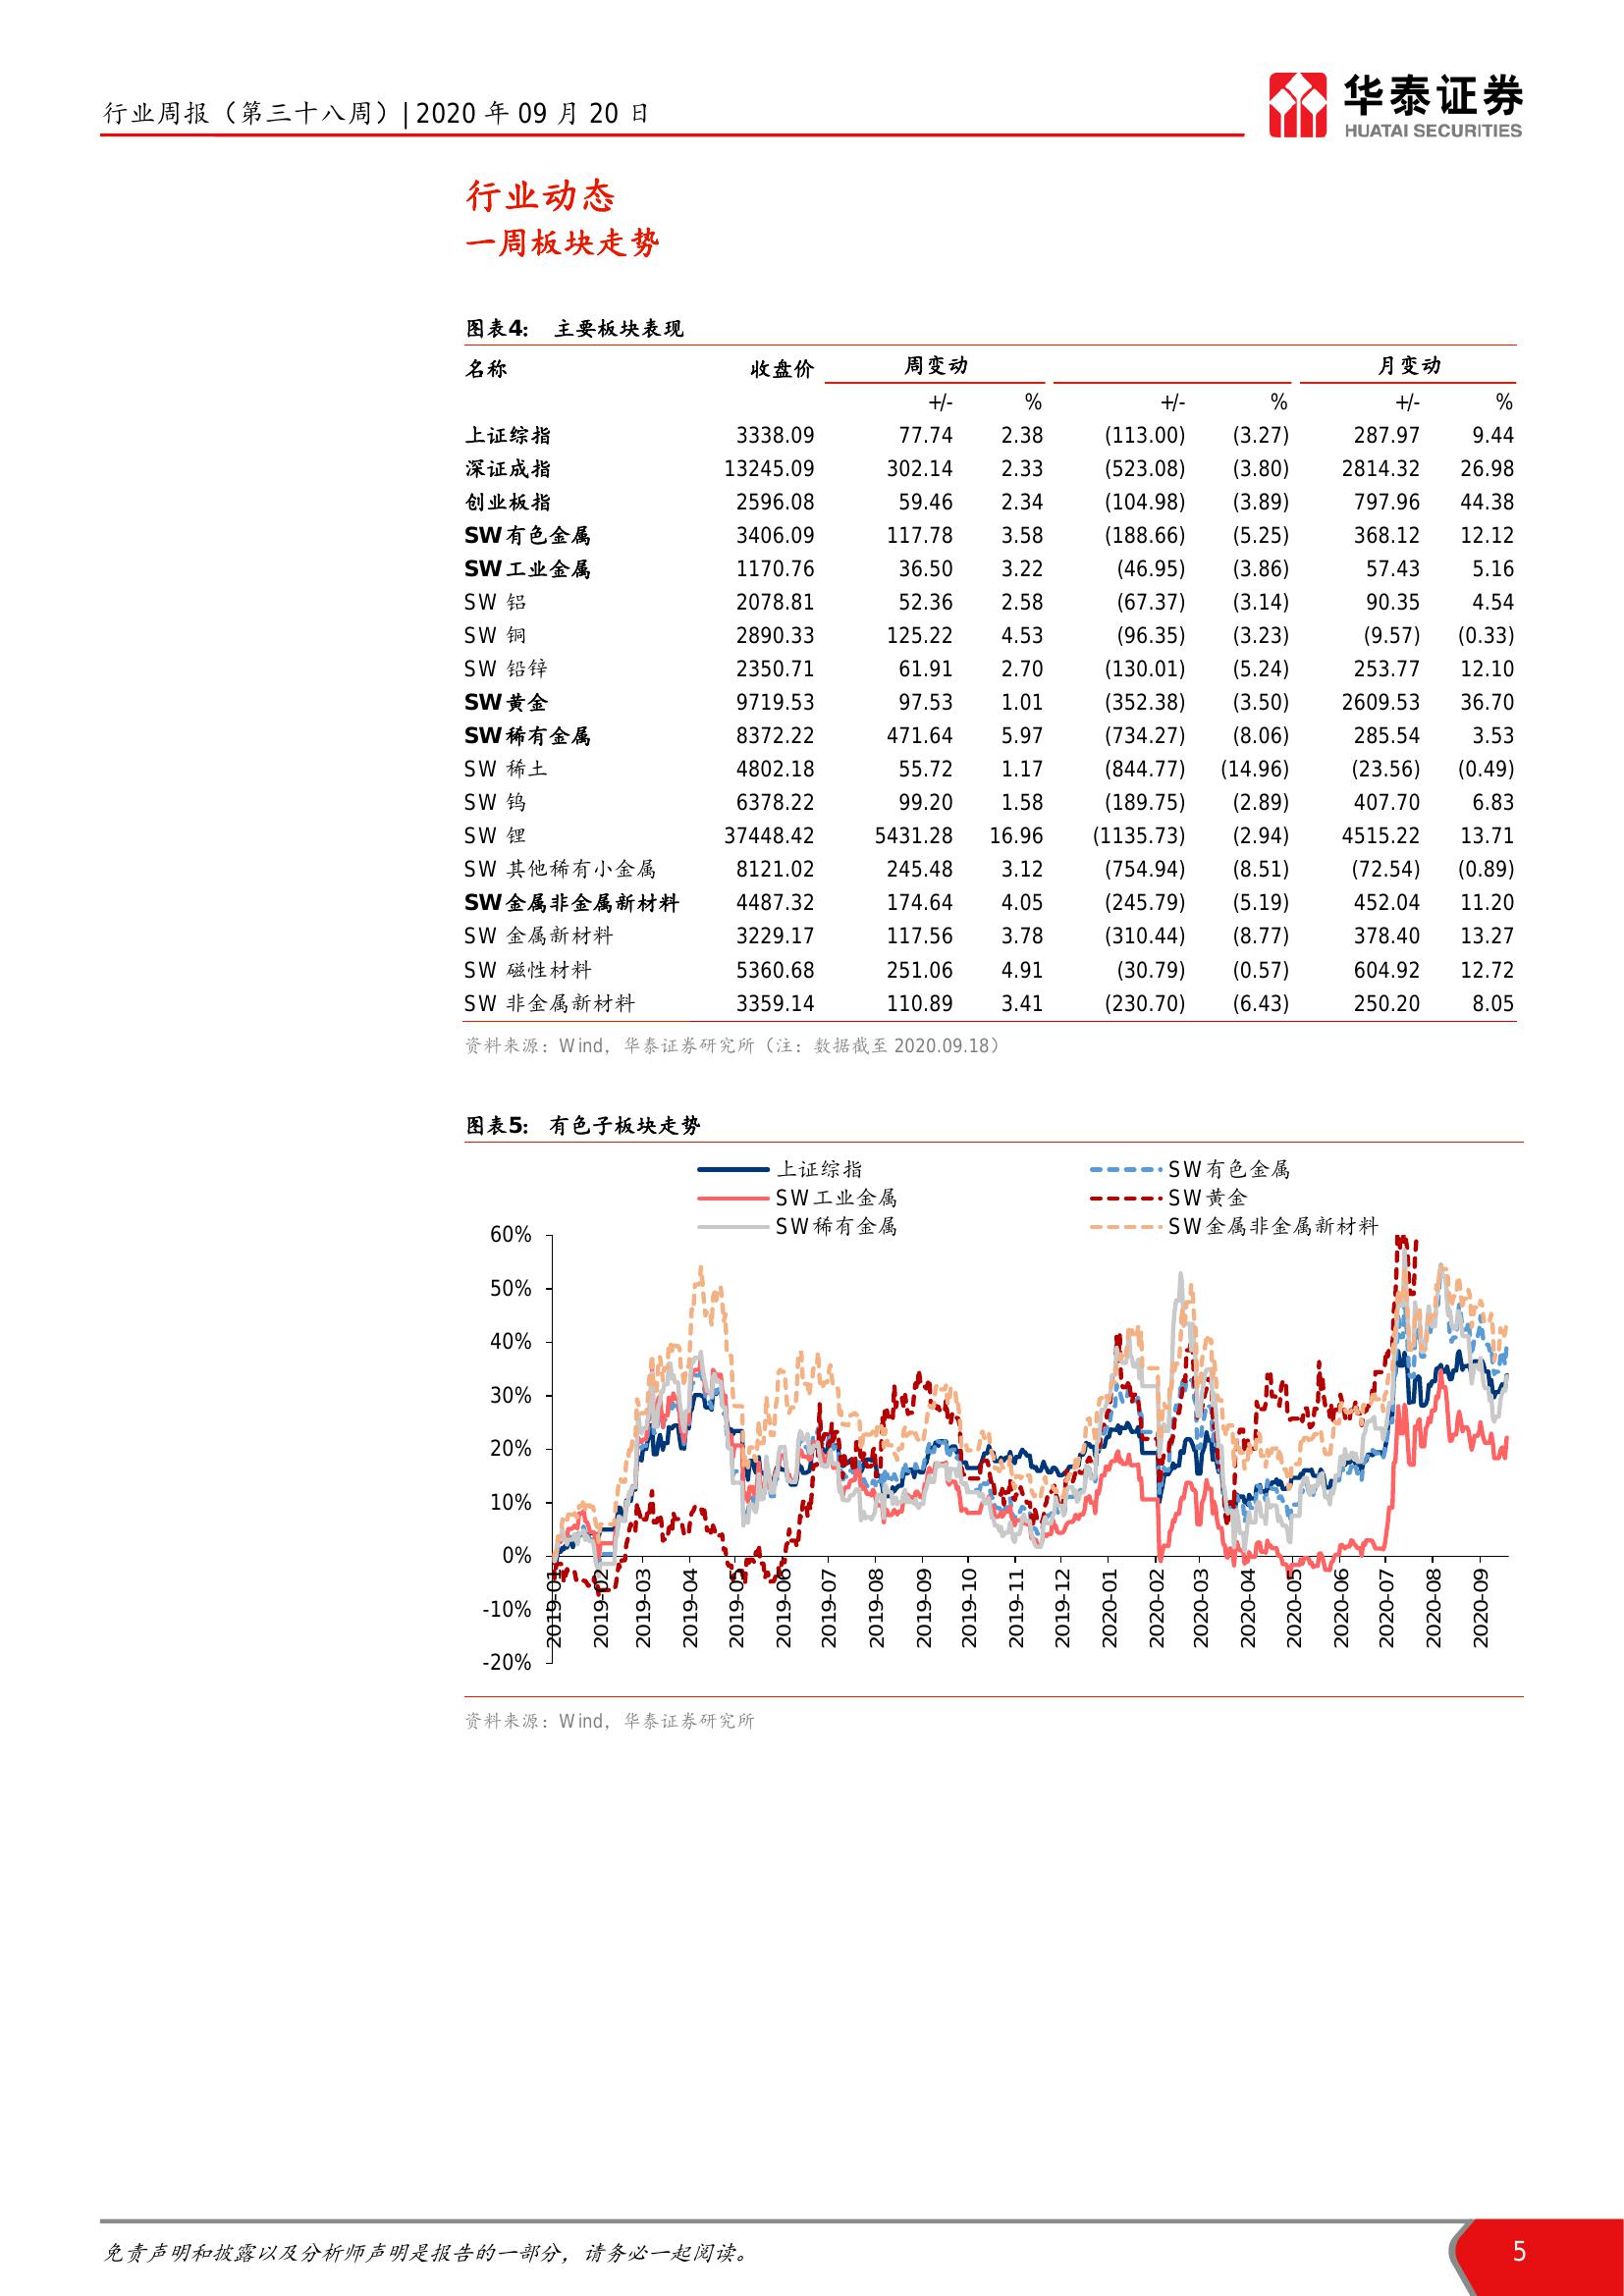 行业周报（第三十八周）| 2020 年 09 月 20 日
华泰证券
HUATAI SECURITIES
行业动态
一周板块走势
图表4： 主要板块表现
名称 收盘价 周变动 月变动
+/- % +/- % +/- %
上证综指 3338.09 77.74 2.38 (113.00) (3.27) 287.97 9.44
深证成指 13245.09 302.14 2.33 (523.08) (3.80) 2814.32 26.98
创业板指 2596.08 59.46 2.34 (104.98) (3.89) 797.96 44.38
SW有色金属 3406.09 117.78 3.58 (188.66) (5.25) 368.12 12.12
SW工业金属 1170.76 36.50 3.22 (46.95) (3.86) 57.43 5.16
SW 铝 2078.81 52.36 2.58 (67.37) (3.14) 90.35 4.54
SW 铜 2890.33 125.22 4.53 (96.35) (3.23) (9.57) (0.33)
SW 铅锌 2350.71 61.91 2.70 (130.01) (5.24) 253.77 12.10
SW黄金 9719.53 97.53 1.01 (352.38) (3.50) 2609.53 36.70
SW稀有金属 8372.22 471.64 5.97 (734.27) (8.06) 285.54 3.53
SW 稀土 4802.18 55.72 1.17 (844.77) (14.96) (23.56) (0.49)
SW 钨 6378.22 99.20 1.58 (189.75) (2.89) 407.70 6.83
SW 锂 37448.42 5431.28 16.96 (1135.73) (2.94) 4515.22 13.71
SW 其他稀有小金属 8121.02 245.48 3.12 (754.94) (8.51) (72.54) (0.89)
SW金属非金属新材料 4487.32 174.64 4.05 (245.79) (5.19) 452.04 11.20
SW 金属新材料 3229.17 117.56 3.78 (310.44) (8.77) 378.40 13.27
SW 磁性材料 5360.68 251.06 4.91 (30.79) (0.57) 604.92 12.72
SW 非金属新材料 3359.14 110.89 3.41 (230.70) (6.43) 250.20 8.05
资料来源：Wind，华泰证券研究所（注：数据截至 2020.09.18）
图表5： 有色子板块走势
上证综指 SW有色金属
SW工业金属 SW黄金
SW稀有金属 SW金属非金属新材料
60%
50%
40%
30%
20%
10%
0%
-10%
-20%
2019-01 2019-02 2019-03 2019-04 2019-05 2019-06 2019-07 2019-08 2019-09 2019-10 2019-11 2019-12 2020-01 2020-02 2020-03 2020-04 2020-05 2020-06 2020-07 2020-08 2020-09
资料来源：Wind，华泰证券研究所
免责声明和披露以及分析师声明是报告的一部分，请务必一起阅读。
5